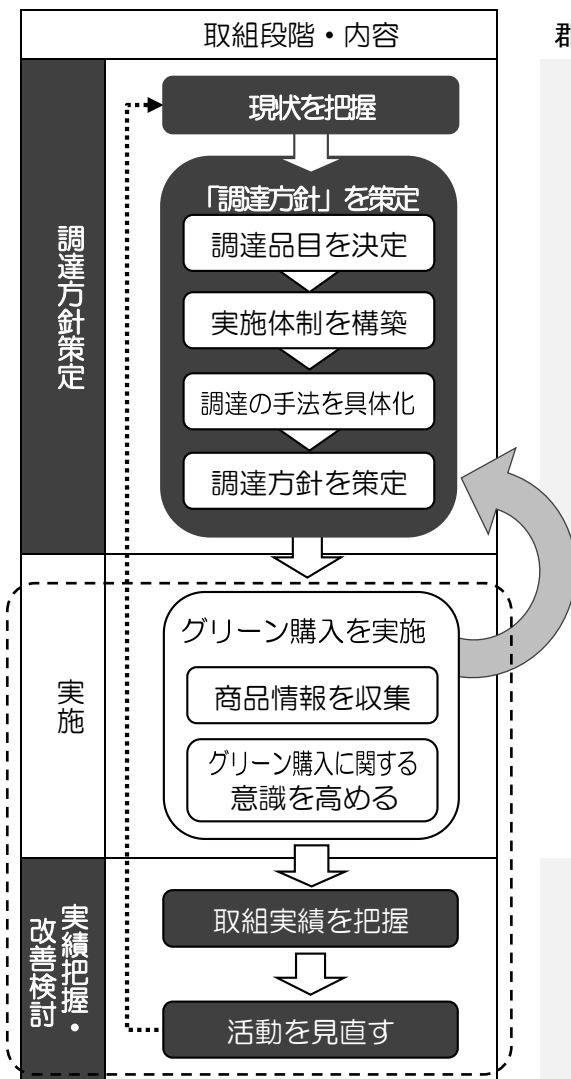 取組段階・内容
調達方針策定
現状を把握
「調達方針」を策定
調達品目を決定
実施体制を構築
調達の手法を具体化
調達方針を策定
実施
グリーン購入を実施
商品情報を収集
グリーン購入に関する
意識を高める
実績把握・
改善検討
取組実績を把握
活動を見直す